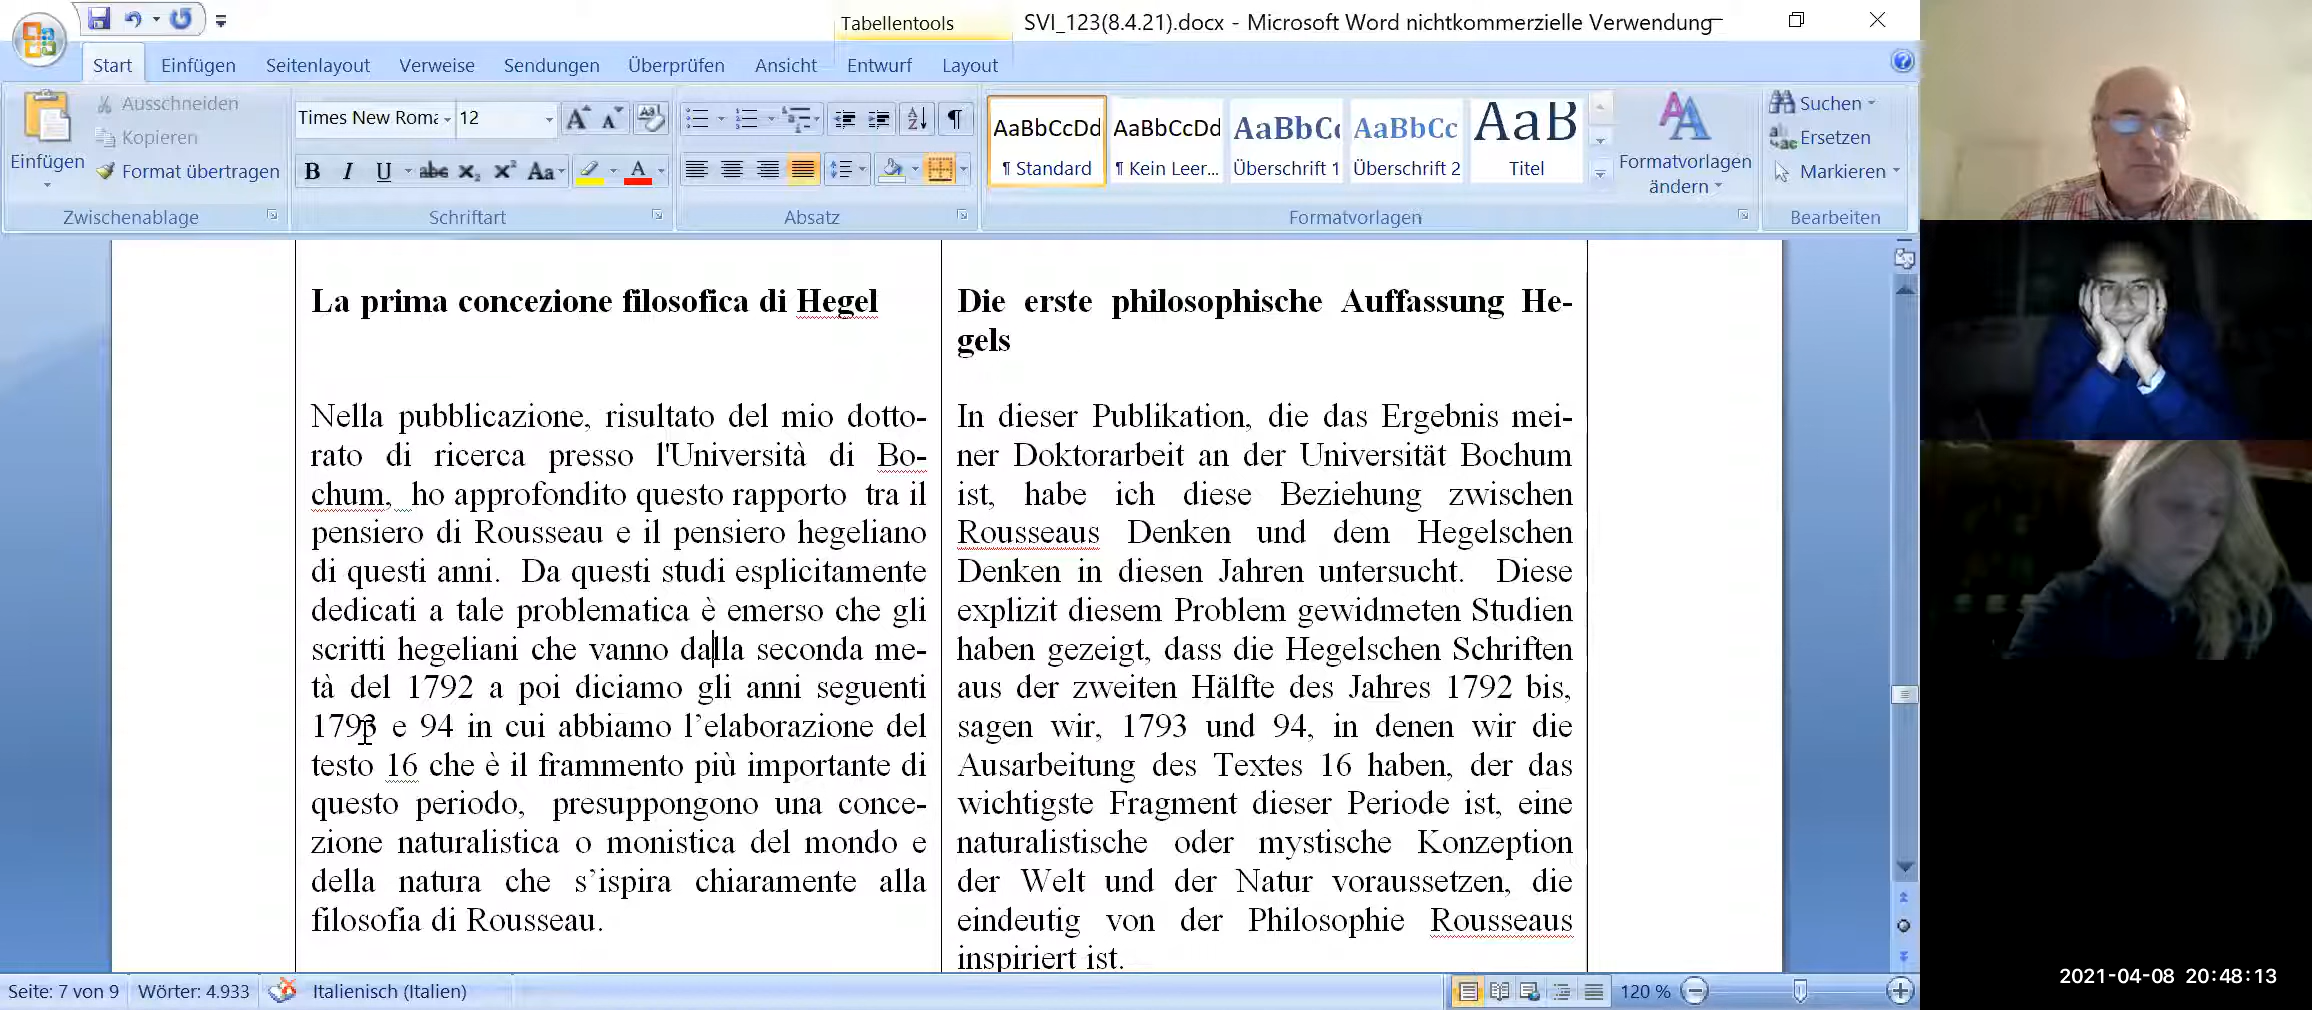 Tabellentools
SVI_123(8.4.21).docx - Microsoft Word nichtkommerzielle Verwendung
Start Einfügen Seitenlayout Verweise Sendungen Überprüfen Ansicht Entwurf Layout
Einfügen
Ausschneiden
Kopieren
Format übertragen
Zwischenablage
Times New Roma 12
Schriftart
Absatz
AaBbCcDd AaBbCcDd AaBbC AaBbCc AaB
¶ Standard ¶ Kein Leer... Überschrift 1 Überschrift 2 Titel
Formatvorlagen
ändern
Formatvorlagen
Suchen
Ersetzen
Markieren
Bearbeiten
La prima concezione filosofica di Hegel
Nella pubblicazione, risultato del mio dotto-
rato di ricerca presso l'Università di Bo-
chum, ho approfondito questo rapporto tra il
pensiero di Rousseau e il pensiero hegeliano
di questi anni. Da questi studi esplicitamente
dedicati a tale problematica è emerso che gli
scritti hegeliani che vanno dalla seconda me-
tà del 1792 a poi diciamo gli anni seguenti
1793 e 94 in cui abbiamo l’elaborazione del
testo 16 che è il frammento più importante di
questo periodo, presuppongono una conce-
zione naturalistica o monistica del mondo e
della natura che s’ispira chiaramente alla
filosofia di Rousseau.
Die erste philosophische Auffassung He-
gels
In dieser Publikation, die das Ergebnis mei-
ner Doktorarbeit an der Universität Bochum
ist, habe ich diese Beziehung zwischen
Rousseaus Denken und dem Hegelschen
Denken in diesen Jahren untersucht. Diese
explizit diesem Problem gewidmeten Studien
haben gezeigt, dass die Hegelschen Schriften
aus der zweiten Hälfte des Jahres 1792 bis,
sagen wir, 1793 und 94, in denen wir die
Ausarbeitung des Textes 16 haben, der das
wichtigste Fragment dieser Periode ist, eine
naturalistische oder mystische Konzeption
der Welt und der Natur voraussetzen, die
eindeutig von der Philosophie Rousseaus
inspiriert ist.
Seite: 7 von 9 Wörter: 4.933 Italienisch (Italien) 120 %
2021-04-08 20:48:13